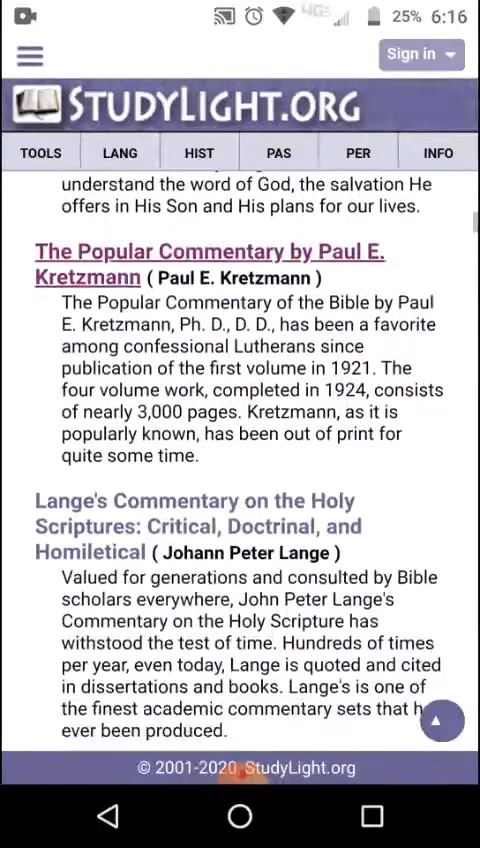 4GS 25% 6:16
Sign in
STUDYLIGHT.ORG
TOOLS LANG HIST PAS PER INFO
understand the word of God, the salvation He
offers in His Son and His plans for our lives.
The Popular Commentary by Paul E.
Kretzmann ( Paul E. Kretzmann )
The Popular Commentary of the Bible by Paul
E. Kretzmann, Ph. D., D. D., has been a favorite
among confessional Lutherans since
publication of the first volume in 1921. The
four volume work, completed in 1924, consists
of nearly 3,000 pages. Kretzmann, as it is
popularly known, has been out of print for
quite some time.
Lange's Commentary on the Holy
Scriptures: Critical, Doctrinal, and
Homiletical ( Johann Peter Lange )
Valued for generations and consulted by Bible
scholars everywhere, John Peter Lange's
Commentary on the Holy Scripture has
withstood the test of time. Hundreds of times
per year, even today, Lange is quoted and cited
in dissertations and books. Lange's is one of
the finest academic commentary sets that
ever been produced.
© 2001-2020 StudyLight.org